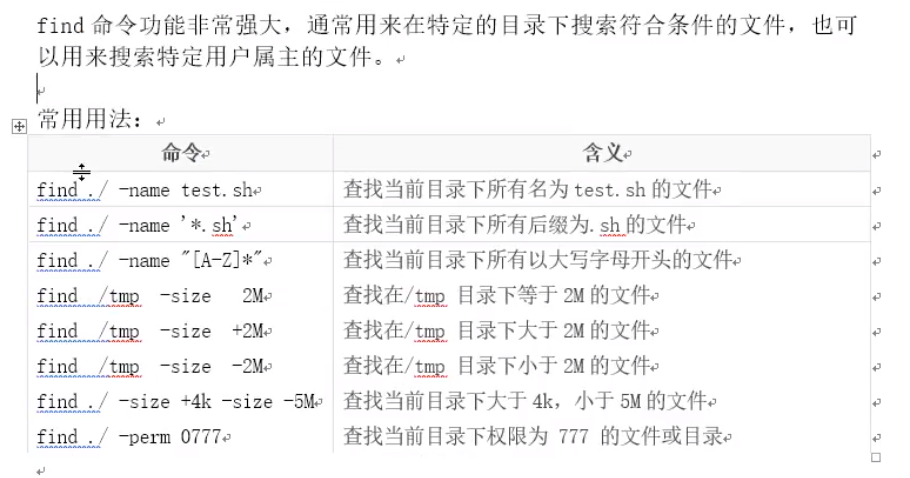 find 命令功能非常强大，通常用来在特定的目录下搜索符合条件的文件，也可
以用来搜索特定用户属主的文件。
常用用法：
命令 含义
find ./ -name test.sh 查找当前目录下所有名为 test.sh 的文件
find ./ -name '*.sh' 查找当前目录下所有后缀为.sh 的文件
find ./ -name "[A-Z]*" 查找当前目录下所有以大写字母开头的文件
find /tmp -size 2M 查找在/tmp 目录下等于 2M 的文件
find /tmp -size +2M 查找在/tmp 目录下大于 2M 的文件
find /tmp -size -2M 查找在/tmp 目录下小于 2M 的文件
find ./ -size +4k -size -5M 查找当前目录下大于 4k，小于 5M 的文件
find ./ -perm 0777 查找当前目录下权限为 777 的文件或目录